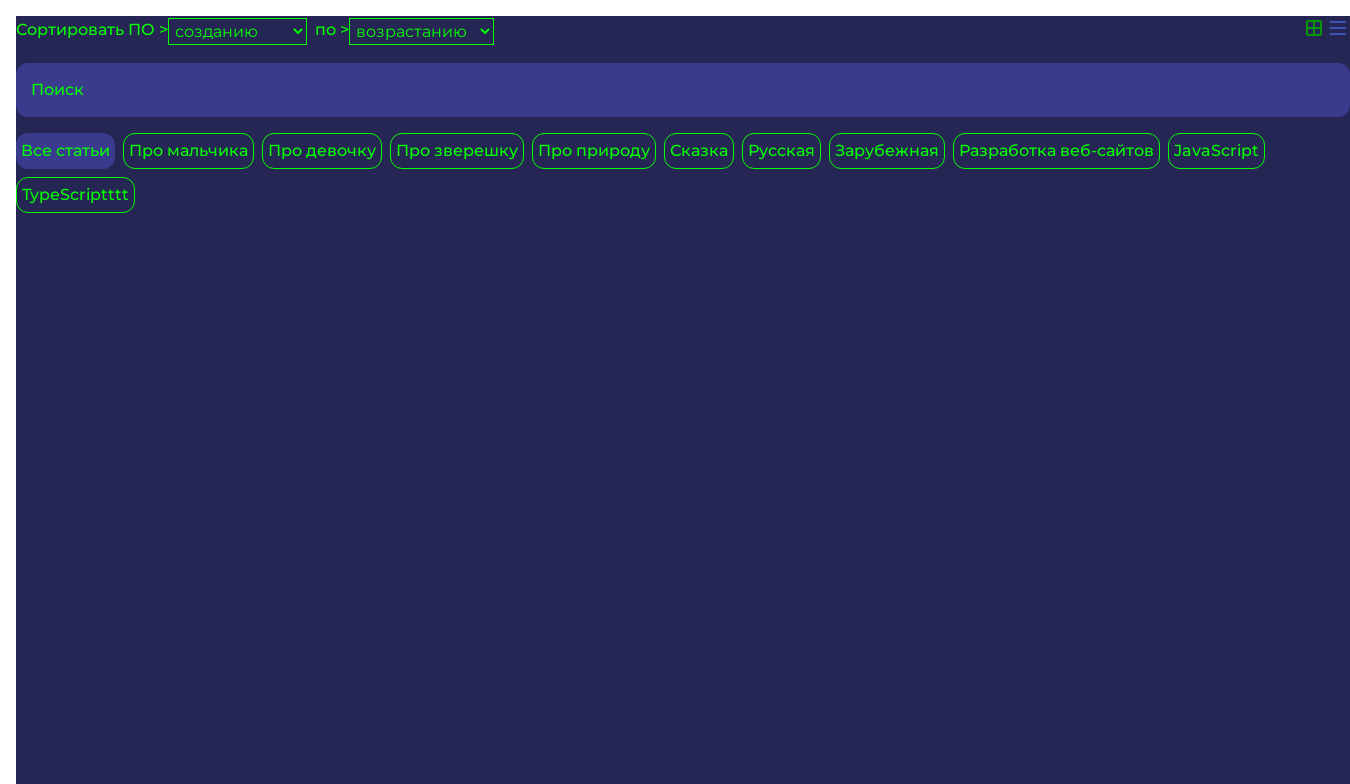 Сортировать ПО > созданию по > возрастанию
Поиск
Все статьи Про мальчика Про девочку Про зверешку Про природу Сказка Русская Зарубежная Разработка веб-сайтов JavaScript
TypeScriptttt